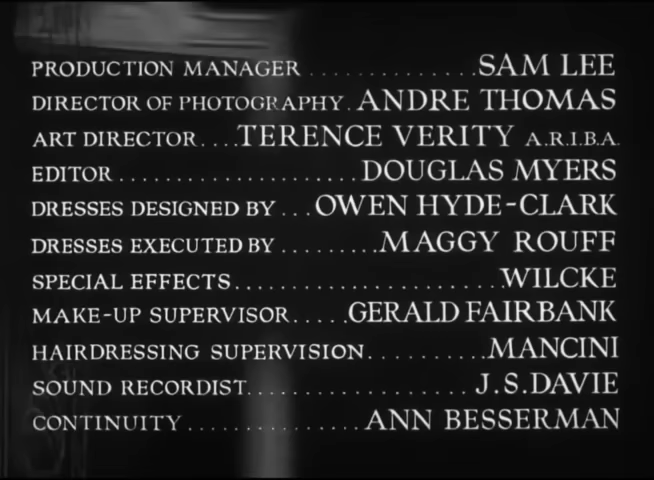 PRODUCTION MANAGER . . . . . . . . . . . . . . SAM LEE
DIRECTOR OF PHOTOGRAPHY . ANDRE THOMAS
ART DIRECTOR . . . . TERENCE VERITY A.R.I.B.A.
EDITOR . . . . . . . . . . . . . . . . . . . . . DOUGLAS MYERS
DRESSES DESIGNED BY . . . OWEN HYDE-CLARK
DRESSES EXECUTED BY . . . . . . . . . MAGGY ROUFF
SPECIAL EFFECTS . . . . . . . . . . . . . . . . . . . . . . . . WILCKE
MAKE-UP SUPERVISOR . . . . . GERALD FAIRBANK
HAIRDRESSING SUPERVISION . . . . . . . . . . MANCINI
SOUND RECORDIST . . . . . . . . . . . . . . . . . . . J.S.DAVIE
CONTINUITY . . . . . . . . . . . . . . . ANN BESSERMAN